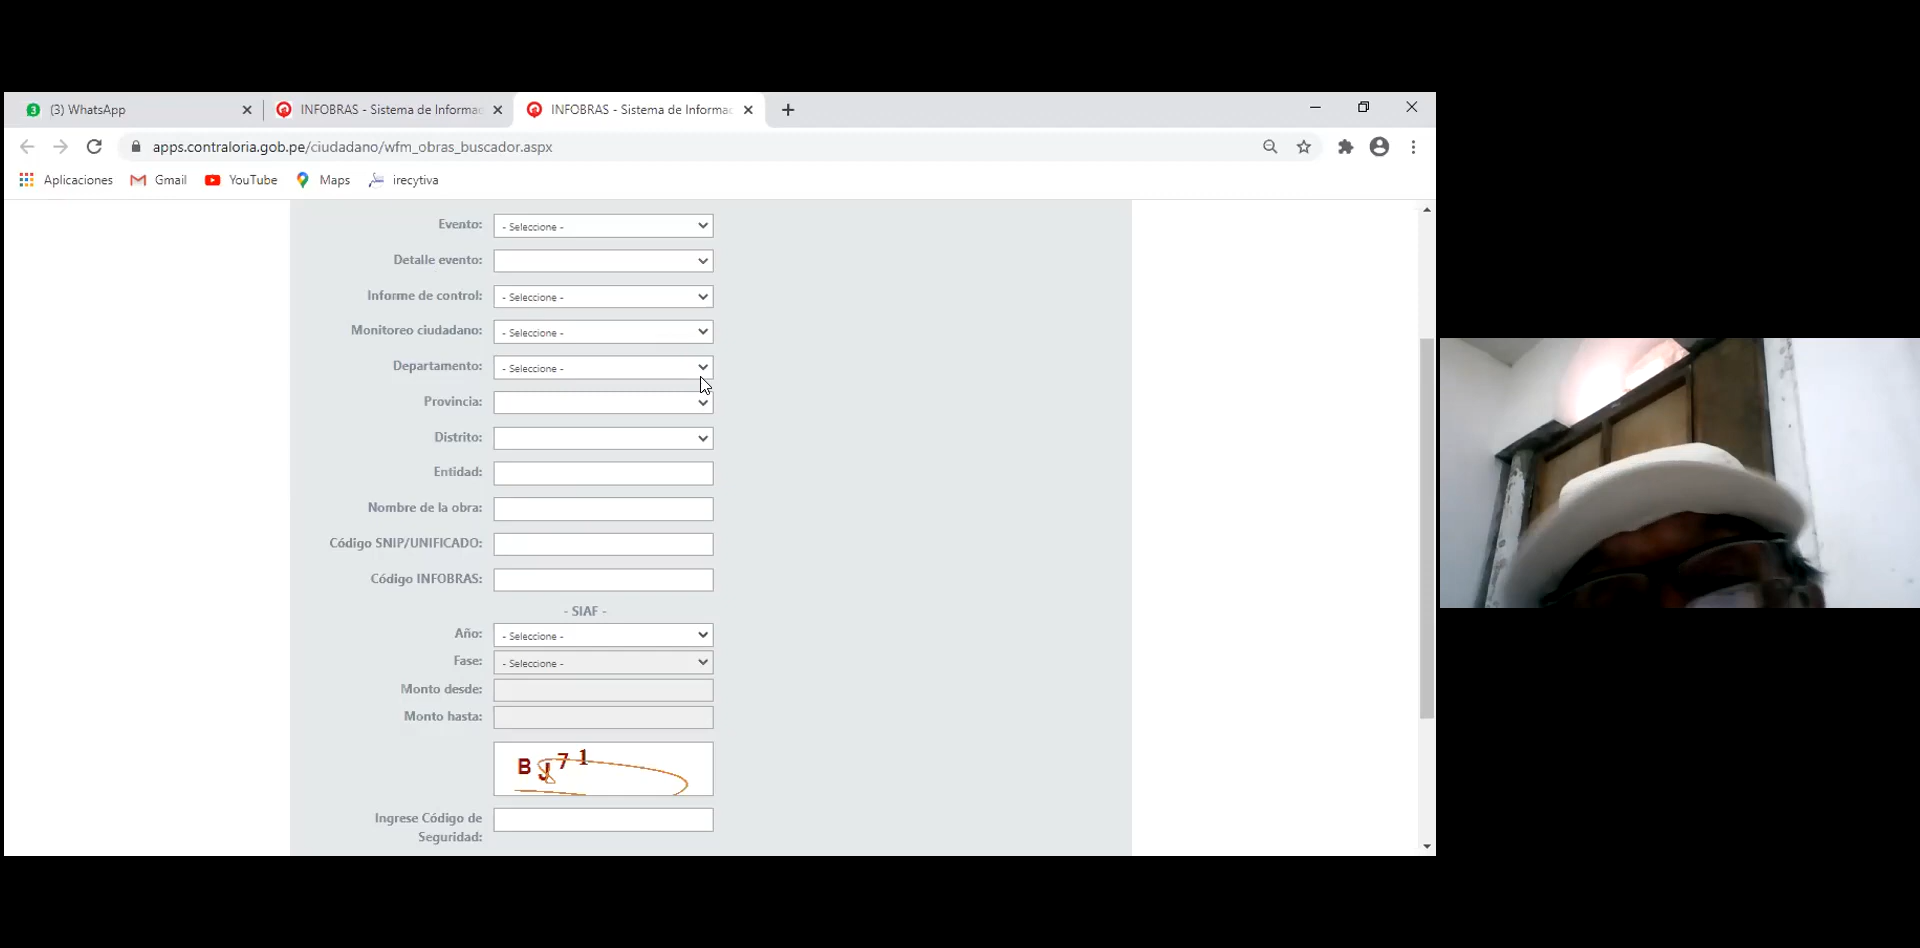 3 (3) WhatsApp
INFOBRAS - Sistema de Informac
INFOBRAS - Sistema de Informac
apps.contraloria.gob.pe/ciudadano/wfm_obras_buscador.aspx
Aplicaciones Gmail YouTube Maps irecytiva
Evento: - Seleccione -
Detalle evento:
Informe de control: - Seleccione -
Monitoreo ciudadano: - Seleccione -
Departamento: - Seleccione -
Provincia:
Distrito:
Entidad:
Nombre de la obra:
Código SNIP/UNIFICADO:
Código INFOBRAS:
- SIAF -
Año: - Seleccione -
Fase: - Seleccione -
Monto desde:
Monto hasta:
B J 7 1
Ingrese Código de
Seguridad: